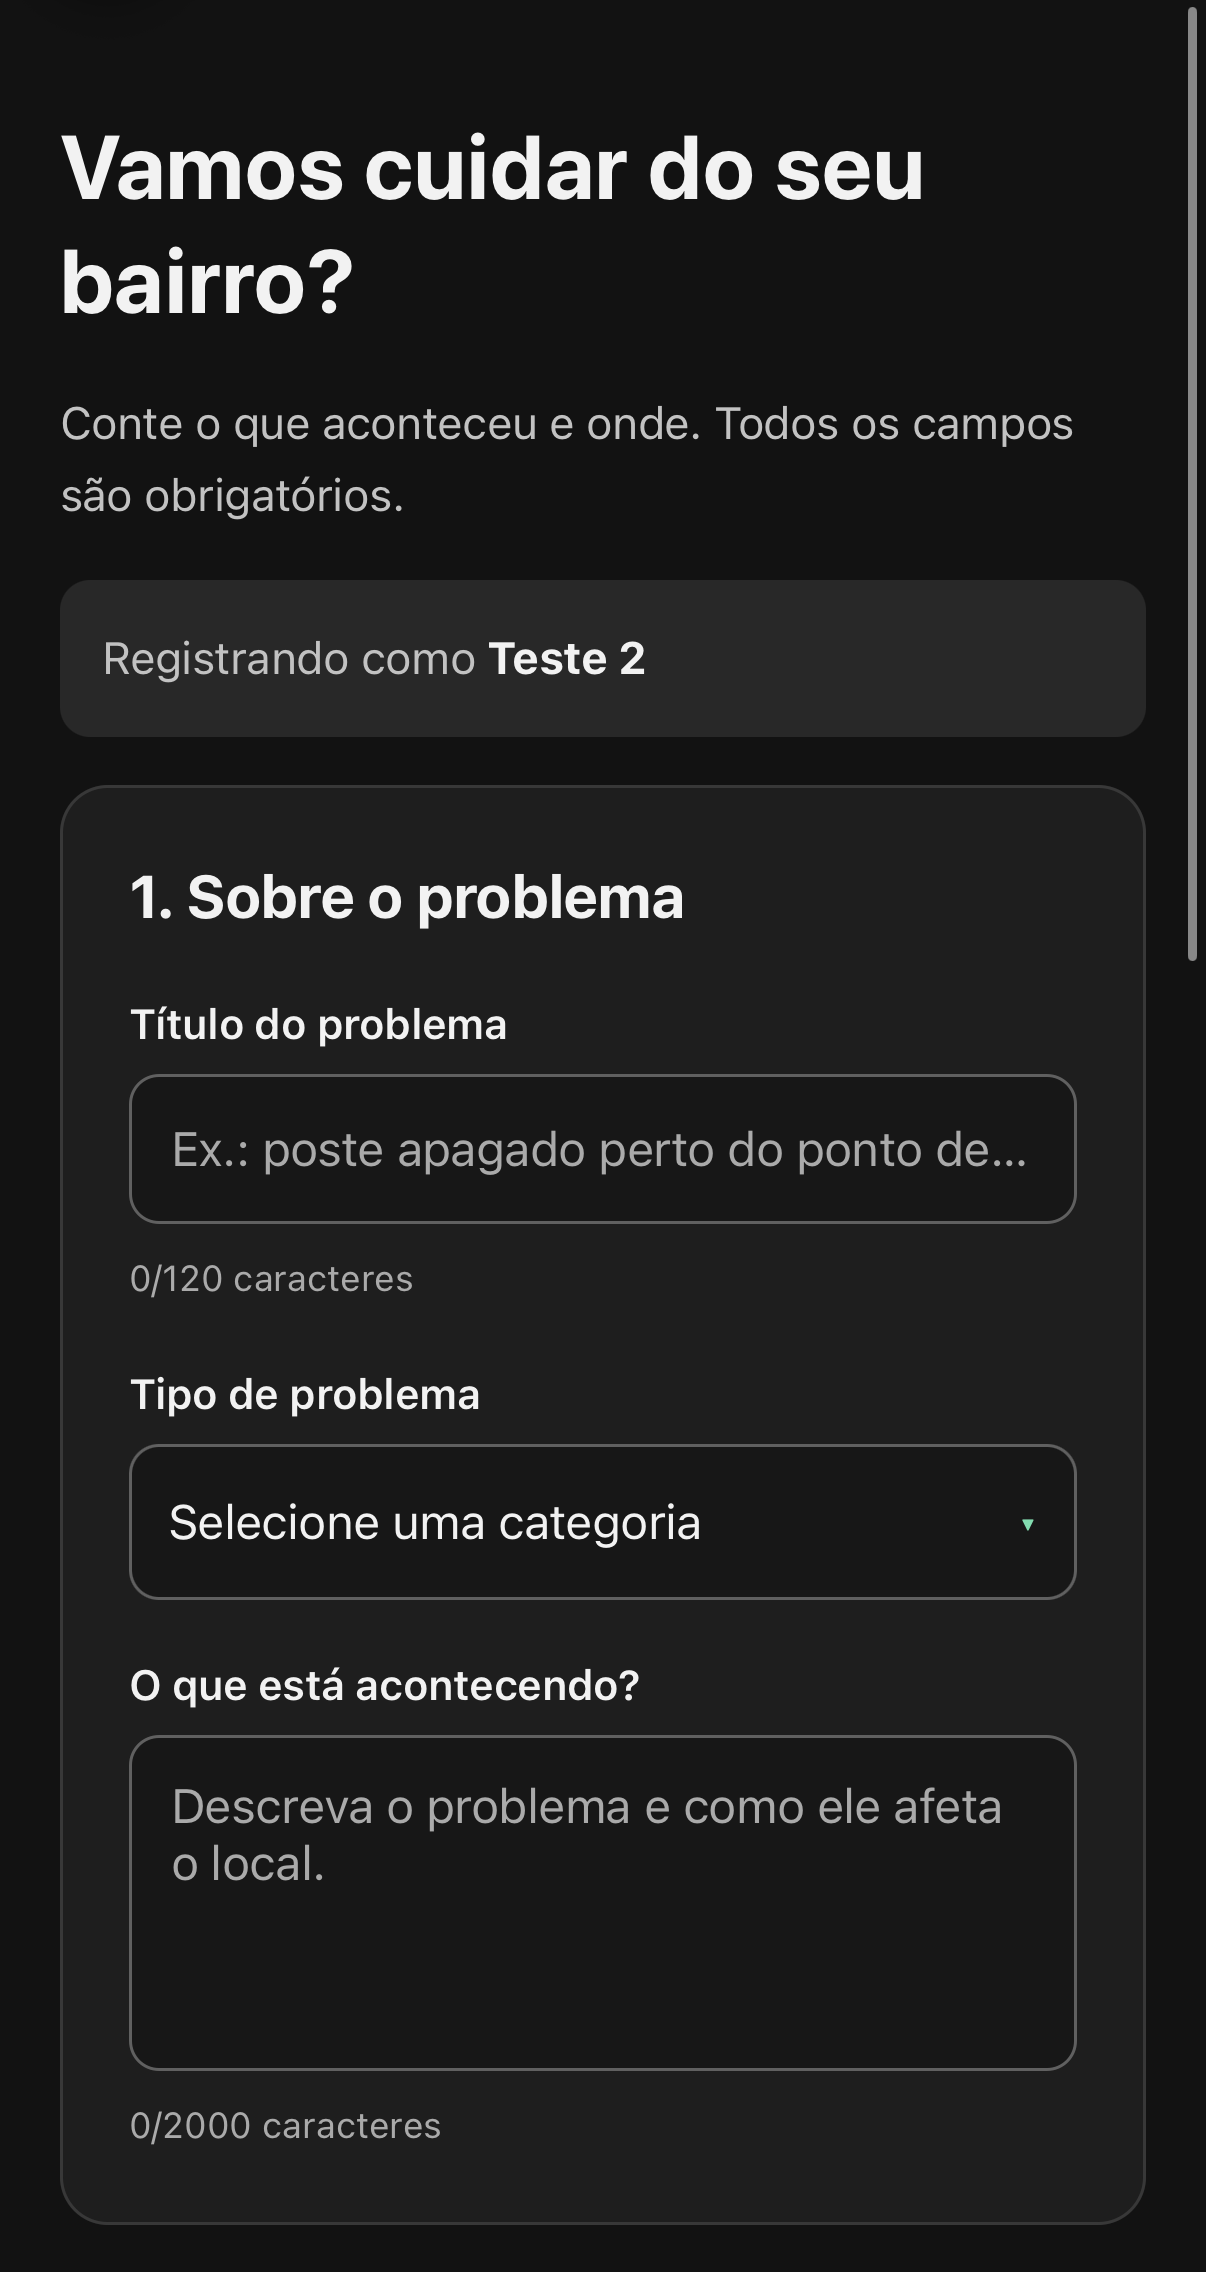 Vamos cuidar do seu
bairro?
Conte o que aconteceu e onde. Todos os campos
são obrigatórios.
Registrando como Teste 2
1. Sobre o problema
Título do problema
Ex.: poste apagado perto do ponto de...
0/120 caracteres
Tipo de problema
Selecione uma categoria
O que está acontecendo?
Descreva o problema e como ele afeta
o local.
0/2000 caracteres